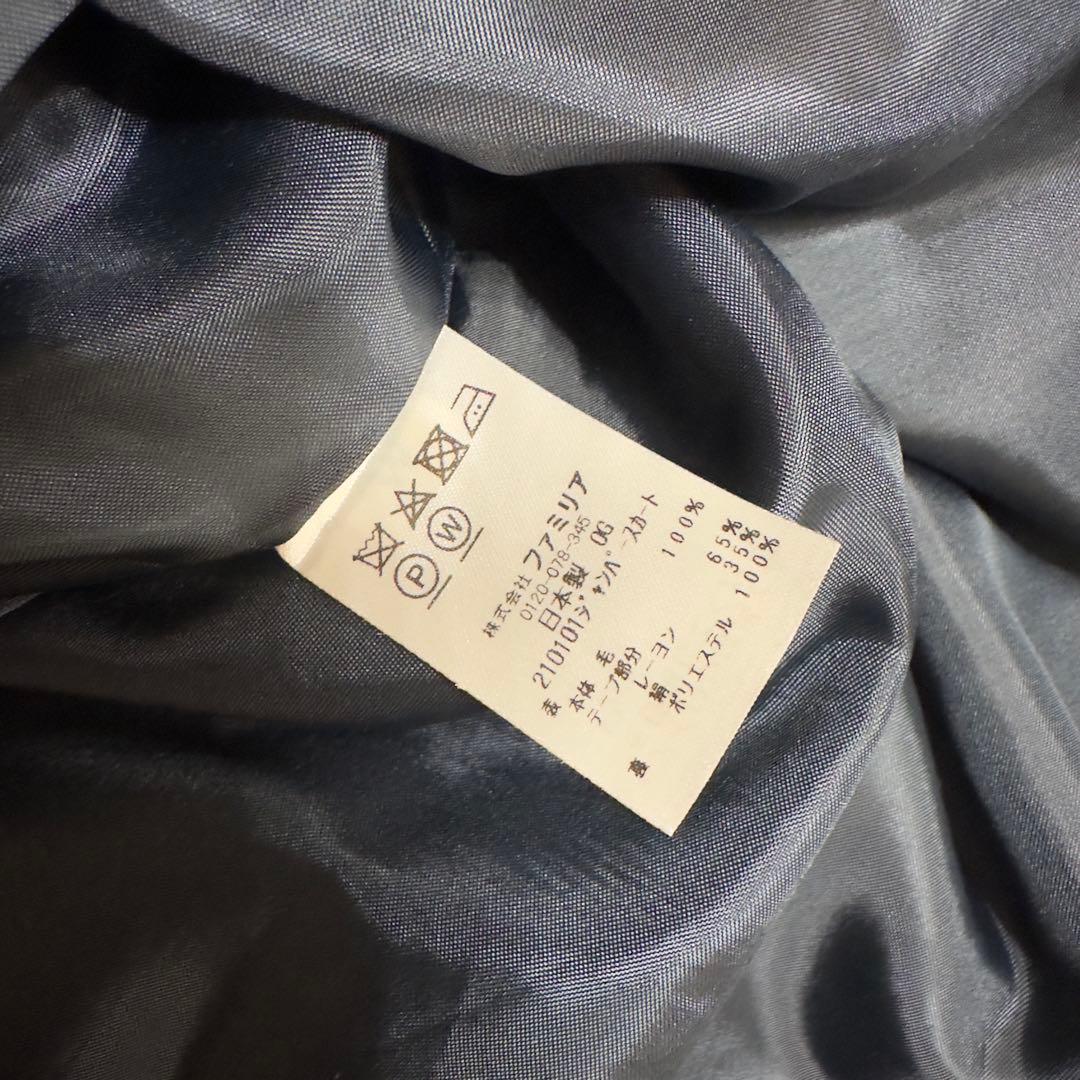 P W
株式会社 ファミリア
0120-078-345
日本製 OG
210101ジャンパースカート
表 本体 毛 100%
テープ部分
レーヨン 65%
絹 35%
裏 ポリエステル 100%